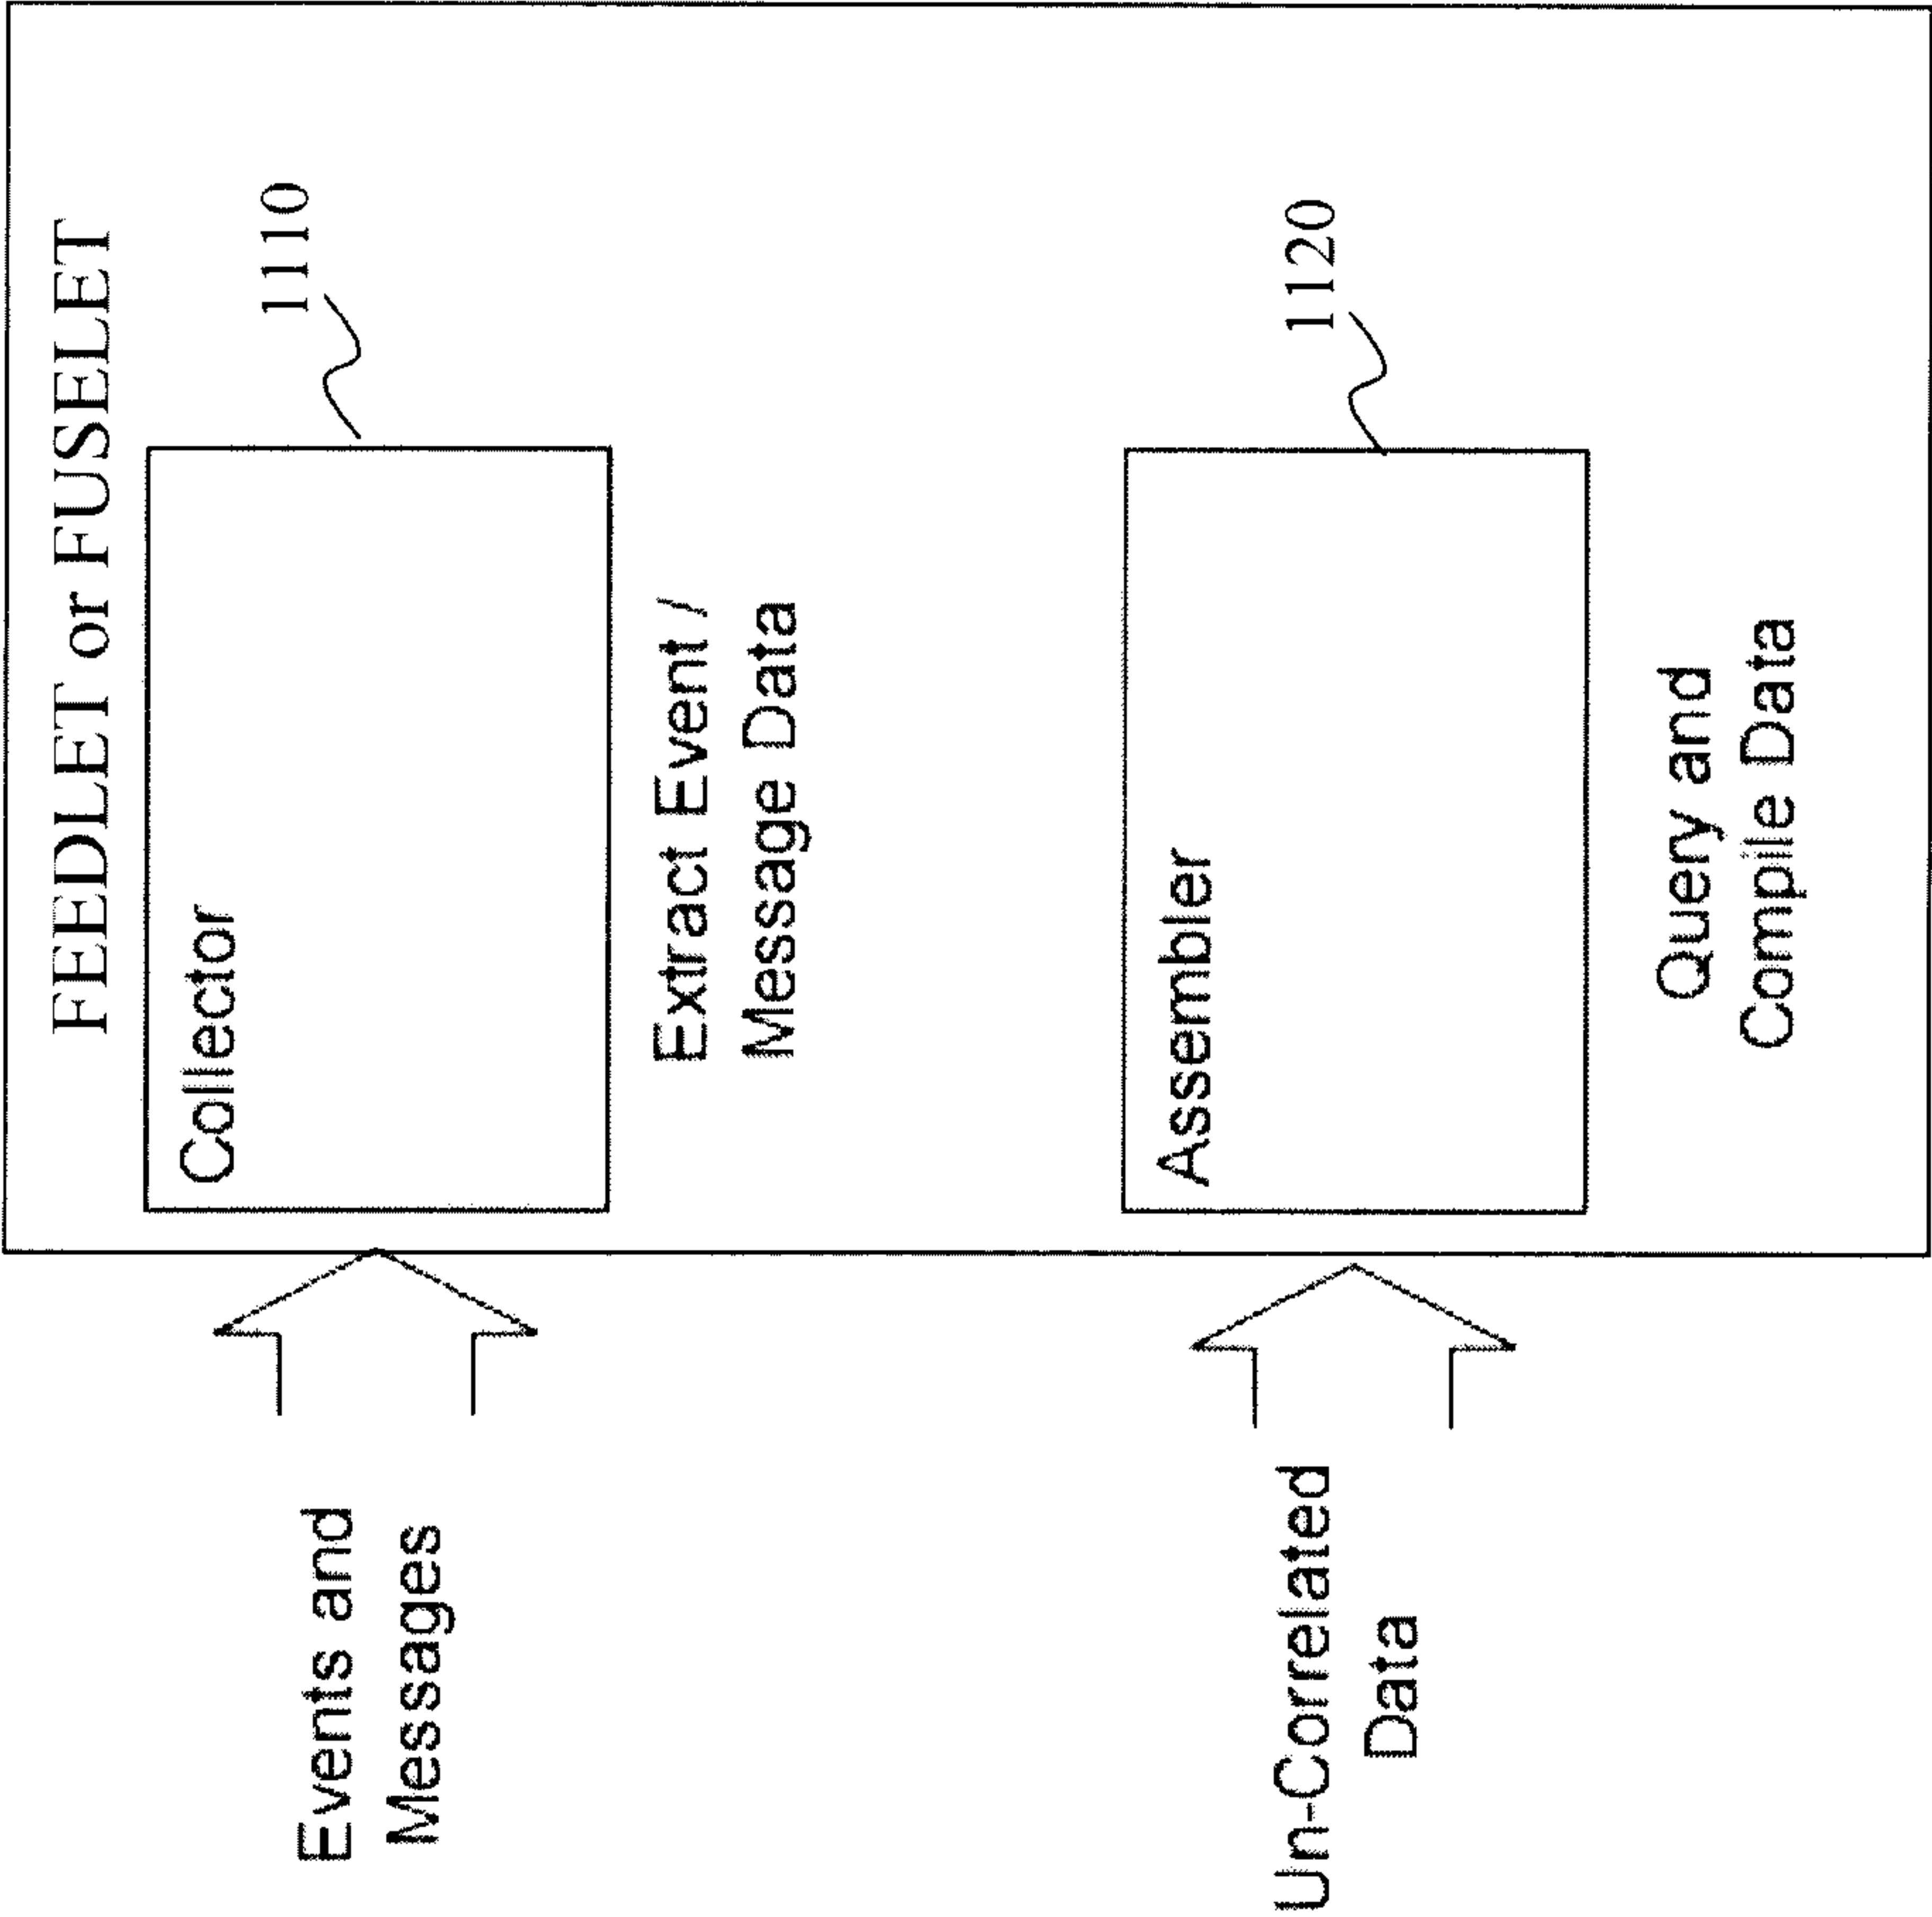 FEEDLET or FUSELET
Events and
Messages
Collector
1110
Extract Event /
Message Data
Un-Correlated
Data
Assembler
1120
Query and
Compile Data